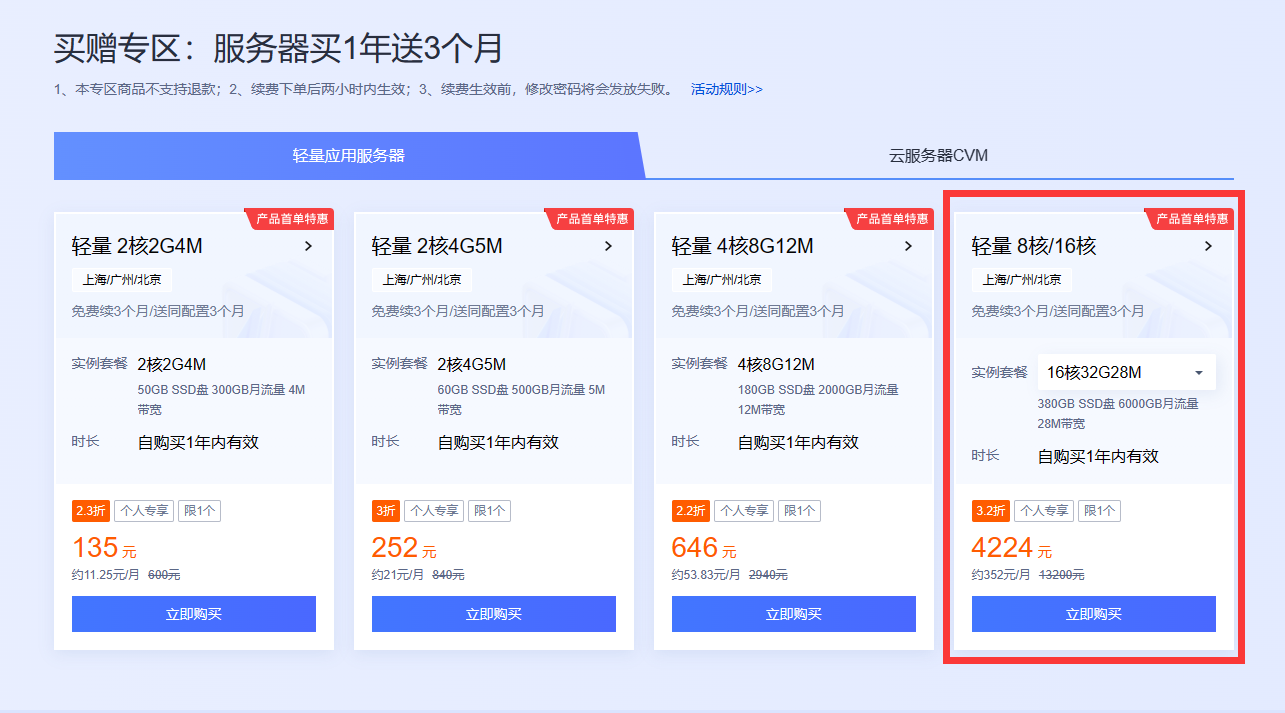 买赠专区：服务器买1年送3个月
1、本专区商品不支持退款；2、续费下单后两小时内生效；3、续费生效前，修改密码将会发放失败。 活动规则>>
轻量应用服务器
云服务器CVM
产品首单特惠
轻量 2核2G4M
上海/广州/北京
免费续3个月/送同配置3个月
实例套餐 2核2G4M
50GB SSD盘 300GB月流量 4M
带宽
时长 自购买1年内有效
2.3折 个人专享 限1个
135 元
约11.25元/月 600元
立即购买
产品首单特惠
轻量 2核4G5M
上海/广州/北京
免费续3个月/送同配置3个月
实例套餐 2核4G5M
60GB SSD盘 500GB月流量 5M
带宽
时长 自购买1年内有效
3折 个人专享 限1个
252 元
约21元/月 840元
立即购买
产品首单特惠
轻量 4核8G12M
上海/广州/北京
免费续3个月/送同配置3个月
实例套餐 4核8G12M
180GB SSD盘 2000GB月流量
12M带宽
时长 自购买1年内有效
2.2折 个人专享 限1个
646 元
约53.83元/月 2940元
立即购买
产品首单特惠
轻量 8核/16核
上海/广州/北京
免费续3个月/送同配置3个月
实例套餐 16核32G28M
380GB SSD盘 6000GB月流量
28M带宽
时长 自购买1年内有效
3.2折 个人专享 限1个
4224 元
约352元/月 13200元
立即购买